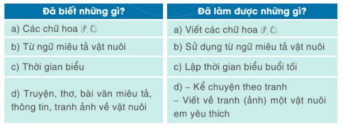 Đã biết những gì?
Đã làm được những gì?
a) Các chữ hoa P, O
a) Viết các chữ hoa P, O
b) Từ ngữ miêu tả vật nuôi
b) Sử dụng từ ngữ miêu tả vật nuôi
c) Thời gian biểu
c) Lập thời gian biểu buổi tối
d) Truyện, thơ, bài văn miêu tả,
thông tin, tranh ảnh về vật nuôi
d) – Kể chuyện theo tranh
– Viết về tranh (ảnh) một vật nuôi
em yêu thích